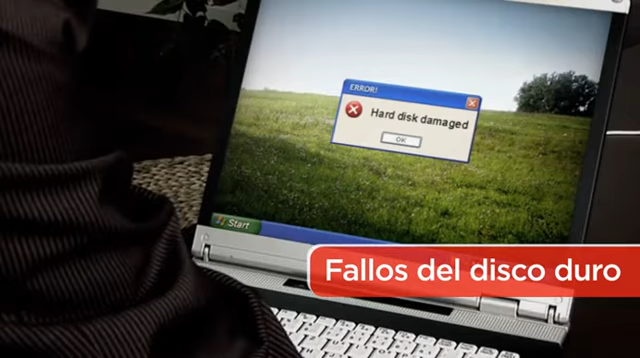 ERROR!
Hard disk damaged
OK
Start
Fallos del disco duro